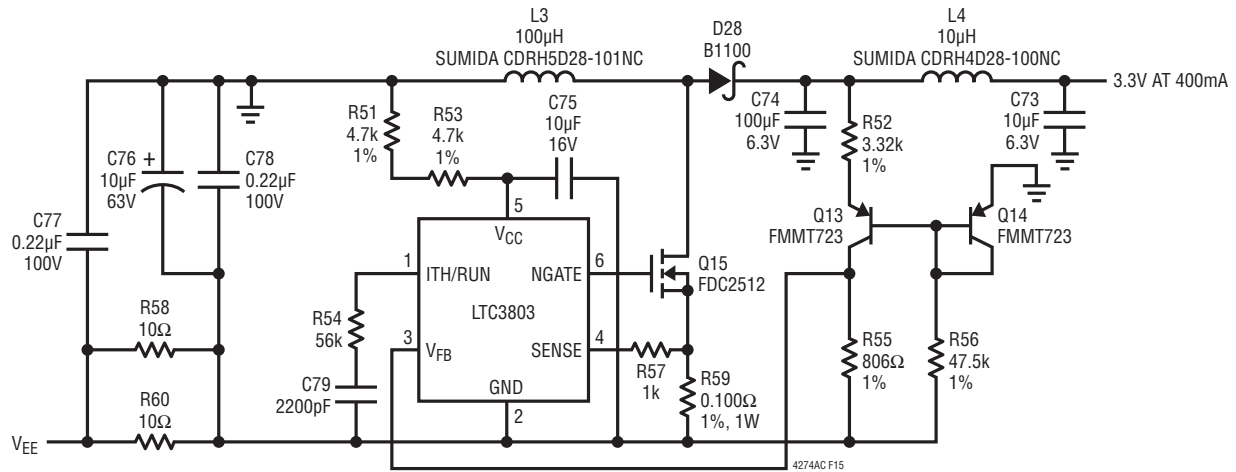 L3
100µH
SUMIDA CDRH5D28-101NC
D28
B1100
L4
10µH
SUMIDA CDRH4D28-100NC
3.3V AT 400mA
R51
4.7k
1%
R53
4.7k
1%
C75
10µF
16V
C74
100µF
6.3V
R52
3.32k
1%
C73
10µF
6.3V
C76
+
10µF
63V
C78
0.22µF
100V
C77
0.22µF
100V
5
VCC
1
ITH/RUN
NGATE
6
LTC3803
3
VFB
SENSE
4
GND
2
Q15
FDC2512
Q13
FMMT723
Q14
FMMT723
R58
10Ω
R60
10Ω
R54
56k
C79
2200pF
R57
1k
R59
0.100Ω
1%, 1W
R55
806Ω
1%
R56
47.5k
1%
VEE
4274AC F15